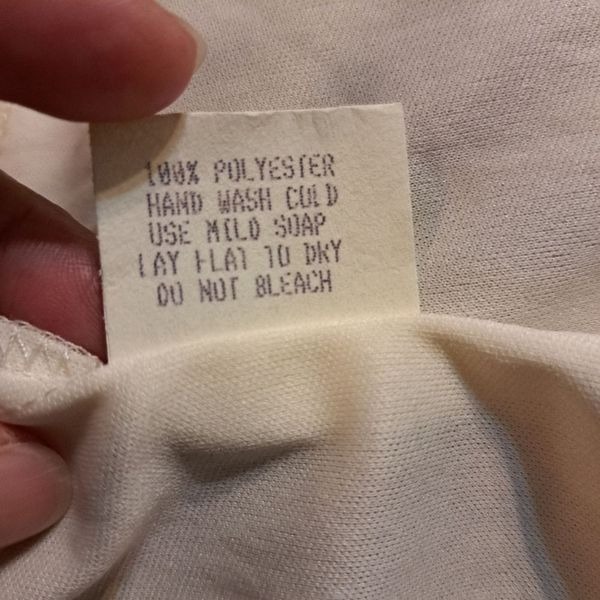 100% POLYESTER
HAND WASH COLD
USE MILD SOAP
LAY FLAT TO DRY
DO NOT BLEACH